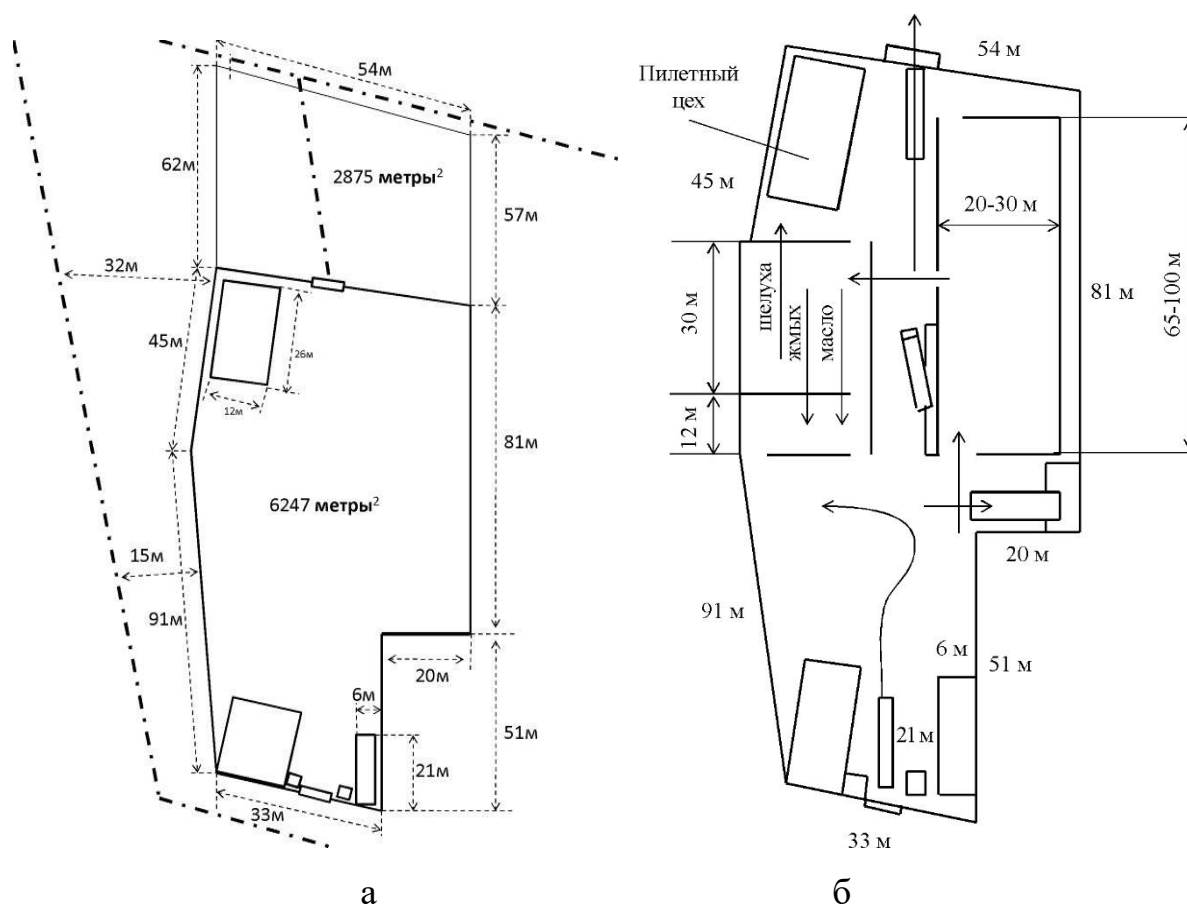 54м
62м
2875 метры²
57м
32м
45м
26м
12м
81м
6247 метры²
15м
91м
20м
6м
51м
21м
33м
а
54 м
Пилетный
цех
45 м
20-30 м
81 м
65-100 м
30 м
шелуха
жмых
масло
12 м
20 м
91 м
6 м
51 м
21 м
33 м
б